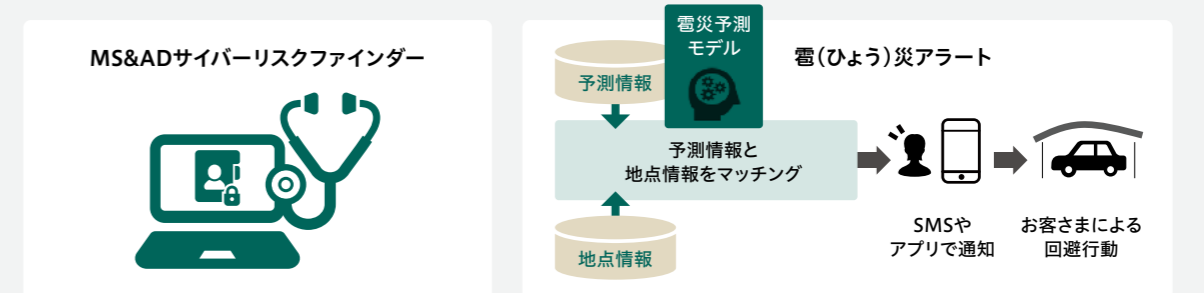 MS&ADサイバーリスクファインダー
雹(ひょう)災アラート
雹災予測
モデル
予測情報
予測情報と
地点情報をマッチング
地点情報
SMSや
アプリで通知
お客さまによる
回避行動